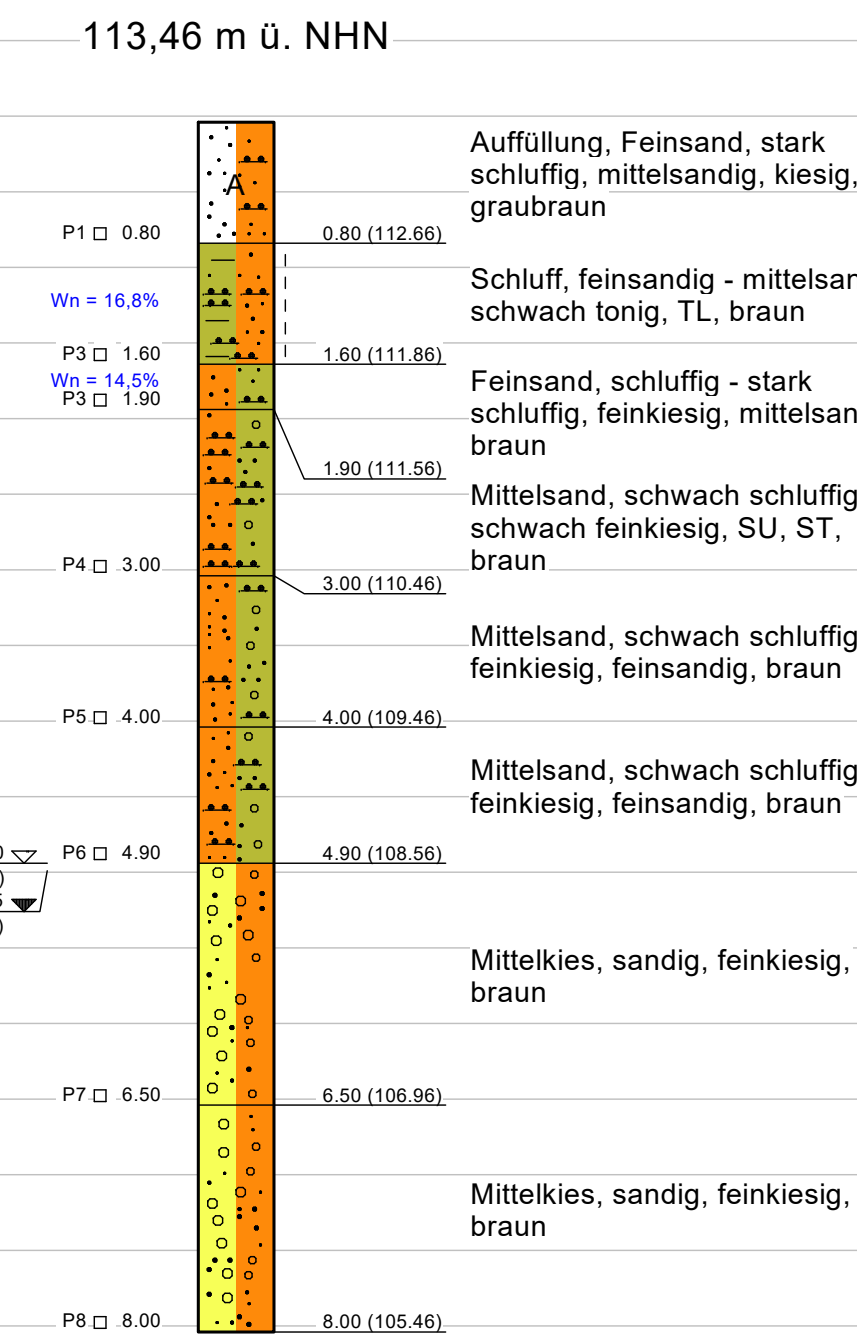 113,46 m ü. NHN
Auffüllung, Feinsand, stark
schluffig, mittelsandig, kiesig,
graubraun
A
P1 0.80
0.80 (112.66)
Schluff, feinsandig - mittelsan
schwach tonig, TL, braun
Wn = 16,8%
P3 1.60
1.60 (111.86)
Wn = 14,5%
P3 1.90
Feinsand, schluffig - stark
schluffig, feinkiesig, mittelsan
braun
1.90 (111.56)
Mittelsand, schwach schluffig
schwach feinkiesig, SU, ST,
braun
P4 3.00
3.00 (110.46)
Mittelsand, schwach schluffig
feinkiesig, feinsandig, braun
P5 4.00
4.00 (109.46)
Mittelsand, schwach schluffig
feinkiesig, feinsandig, braun
P6 4.90
4.90 (108.56)
Mittelkies, sandig, feinkiesig,
braun
P7 6.50
6.50 (106.96)
Mittelkies, sandig, feinkiesig,
braun
P8 8.00
8.00 (105.46)